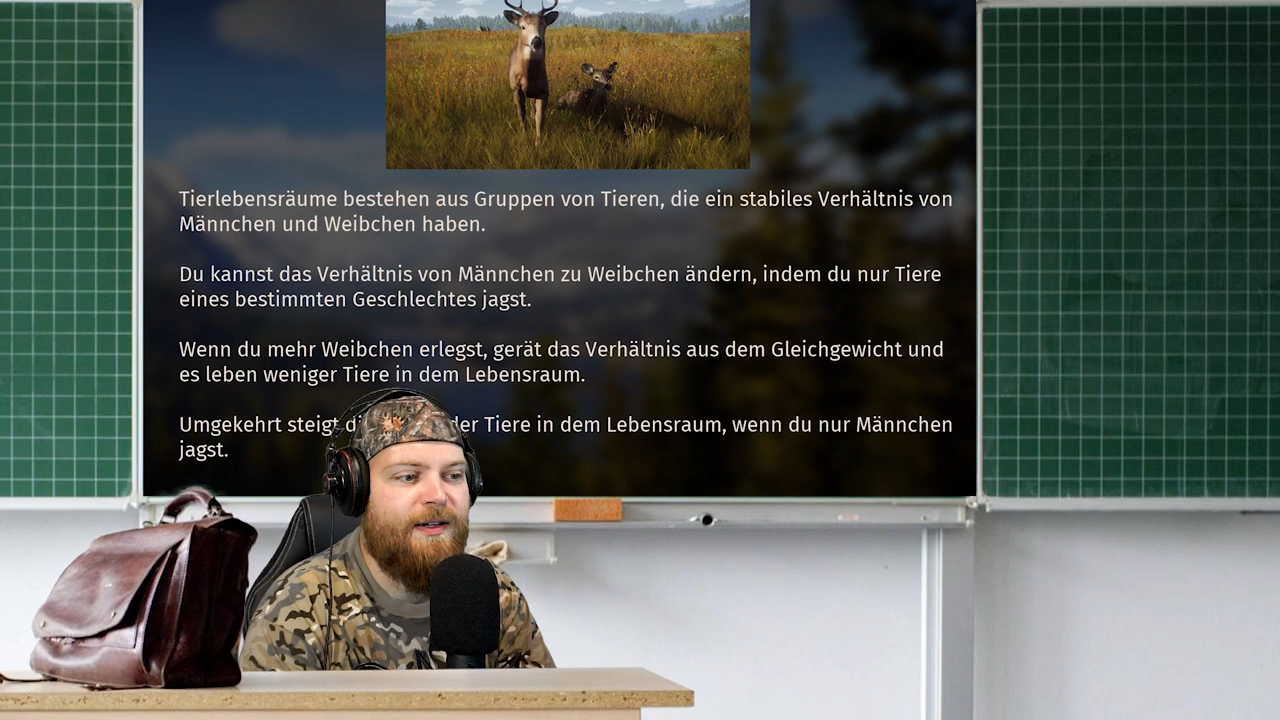 Tierlebensräume bestehen aus Gruppen von Tieren, die ein stabiles Verhältnis von
Männchen und Weibchen haben.
Du kannst das Verhältnis von Männchen zu Weibchen ändern, indem du nur Tiere
eines bestimmten Geschlechtes jagst.
Wenn du mehr Weibchen erlegst, gerät das Verhältnis aus dem Gleichgewicht und
es leben weniger Tiere in dem Lebensraum.
Umgekehrt steigt der Tiere in dem Lebensraum, wenn du nur Männchen
jagst.